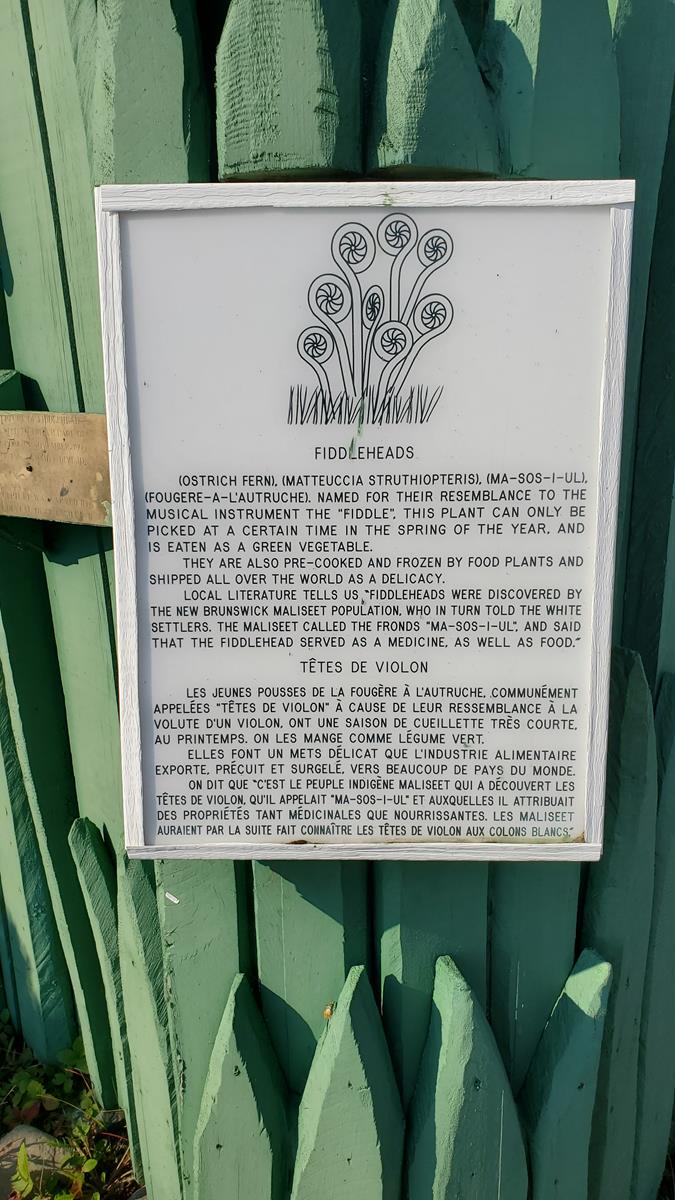 FIDDLEHEADS
(OSTRICH FERN), (MATTEUCCIA STRUTHIOPTERIS), (MA-SOS-I-UL),
(FOUGERE-A-L'AUTRUCHE). NAMED FOR THEIR RESEMBLANCE TO THE
MUSICAL INSTRUMENT THE "FIDDLE", THIS PLANT CAN ONLY BE
PICKED AT A CERTAIN TIME IN THE SPRING OF THE YEAR, AND
IS EATEN AS A GREEN VEGETABLE.
THEY ARE ALSO PRE-COOKED AND FROZEN BY FOOD PLANTS AND
SHIPPED ALL OVER THE WORLD AS A DELICACY.
LOCAL LITERATURE TELLS US, "FIDDLEHEADS WERE DISCOVERED BY
THE NEW BRUNSWICK MALISEET POPULATION, WHO IN TURN TOLD THE WHITE
SETTLERS. THE MALISEET CALLED THE FRONDS "MA-SOS-I-UL", AND SAID
THAT THE FIDDLEHEAD SERVED AS A MEDICINE, AS WELL AS FOOD."
TÊTES DE VIOLON
LES JEUNES POUSSES DE LA FOUGÈRE À L'AUTRUCHE, COMMUNÉMENT
APPELÉES "TÊTES DE VIOLON" À CAUSE DE LEUR RESSEMBLANCE À LA
VOLUTE D'UN VIOLON, ONT UNE SAISON DE CUEILLETTE TRÈS COURTE,
AU PRINTEMPS. ON LES MANGE COMME LÉGUME VERT.
ELLES FONT UN METS DÉLICAT QUE L'INDUSTRIE ALIMENTAIRE
EXPORTE, PRÉCUIT ET SURGELÉ, VERS BEAUCOUP DE PAYS DU MONDE.
ON DIT QUE "C'EST LE PEUPLE INDIGÈNE MALISEET QUI A DÉCOUVERT LES
TÊTES DE VIOLON, QU'IL APPELAIT "MA-SOS-I-UL" ET AUXQUELLES IL ATTRIBUAIT
DES PROPRIÉTÉS TANT MÉDICINALES QUE NOURRISSANTES. LES MALISEET
AURAIENT PAR LA SUITE FAIT CONNAÎTRE LES TÊTES DE VIOLON AUX COLONS BLANCS."